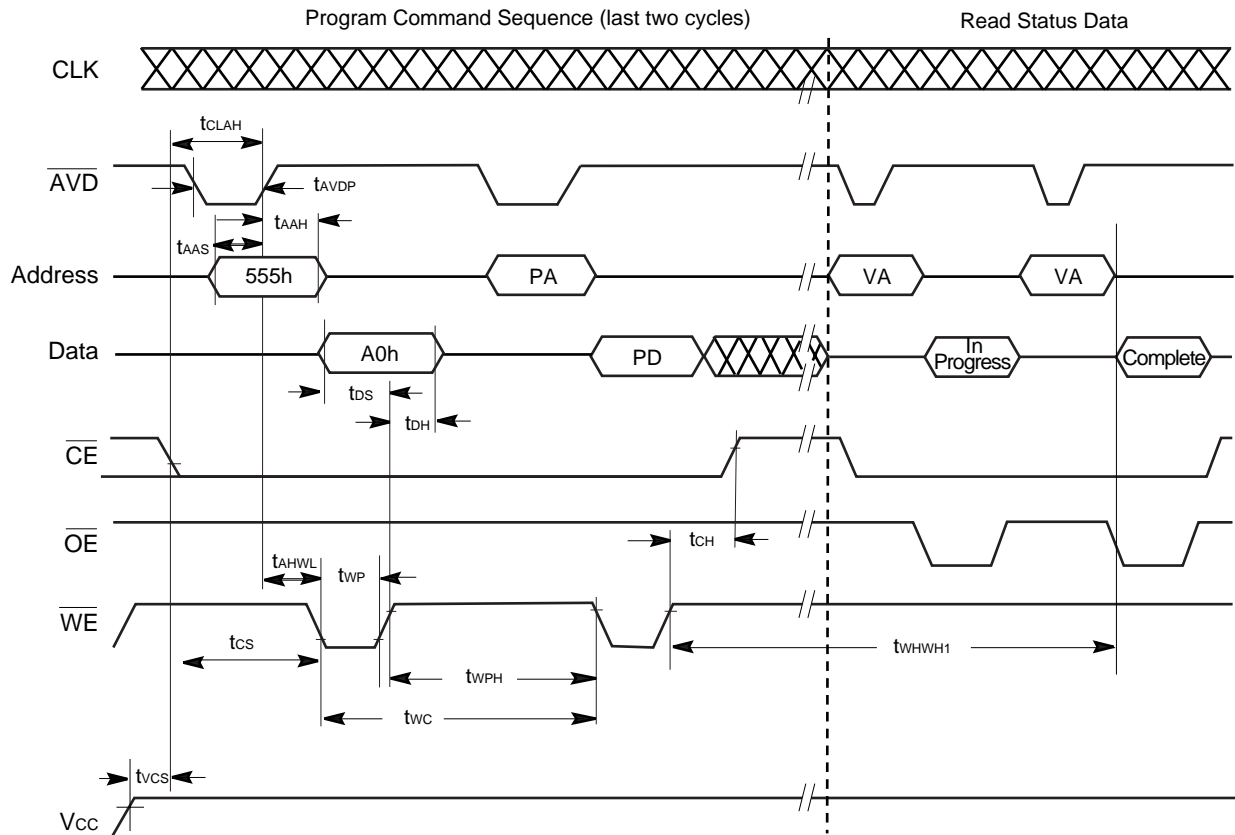 Program Command Sequence (last two cycles)
Read Status Data
CLK
tCLAH
AVD
tAVDP
tAAH
tAAS
Address
555h
PA
VA
VA
Data
A0h
PD
In
Progress
Complete
tDS
tDH
CE
OE
tCH
tAHWL
tWP
WE
tCS
tWHWH1
tWPH
tWC
tVCS
VCC